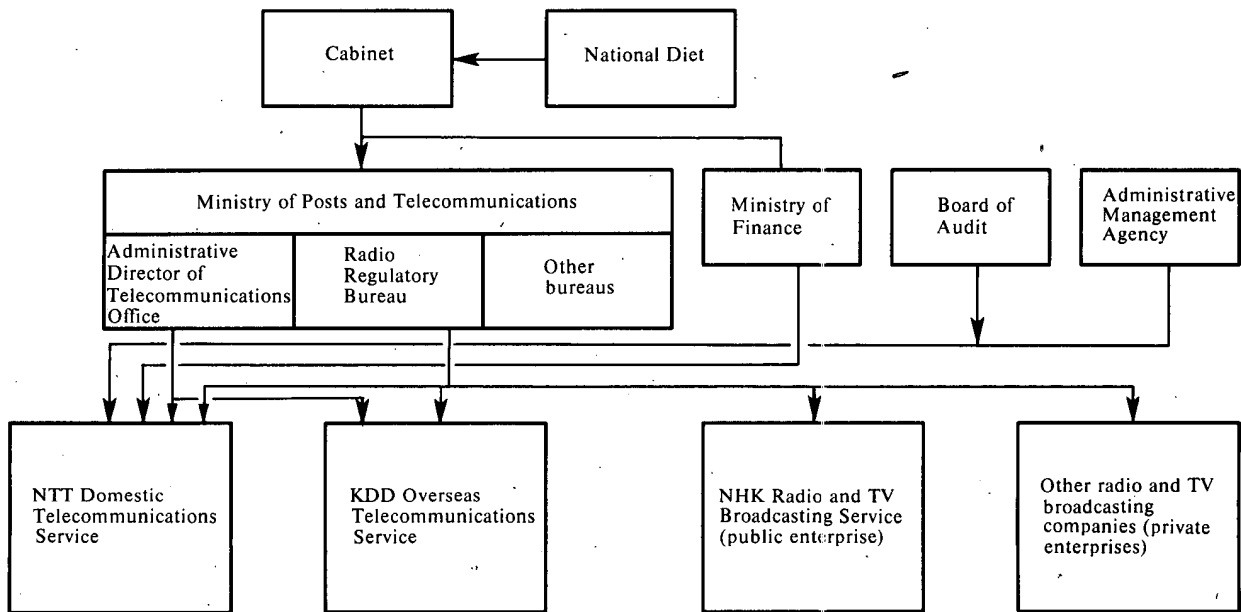 Cabinet
National Diet
Ministry of Posts and Telecommunications
Administrative
Director of
Telecommunications
Office
Radio
Regulatory
Bureau
Other
bureaus
Ministry of
Finance
Board of
Audit
Administrative
Management
Agency
NTT Domestic
Telecommunications
Service
KDD Overseas
Telecommunications
Service
NHK Radio and TV
Broadcasting Service
(public enterprise)
Other radio and TV
broadcasting
companies (private
enterprises)